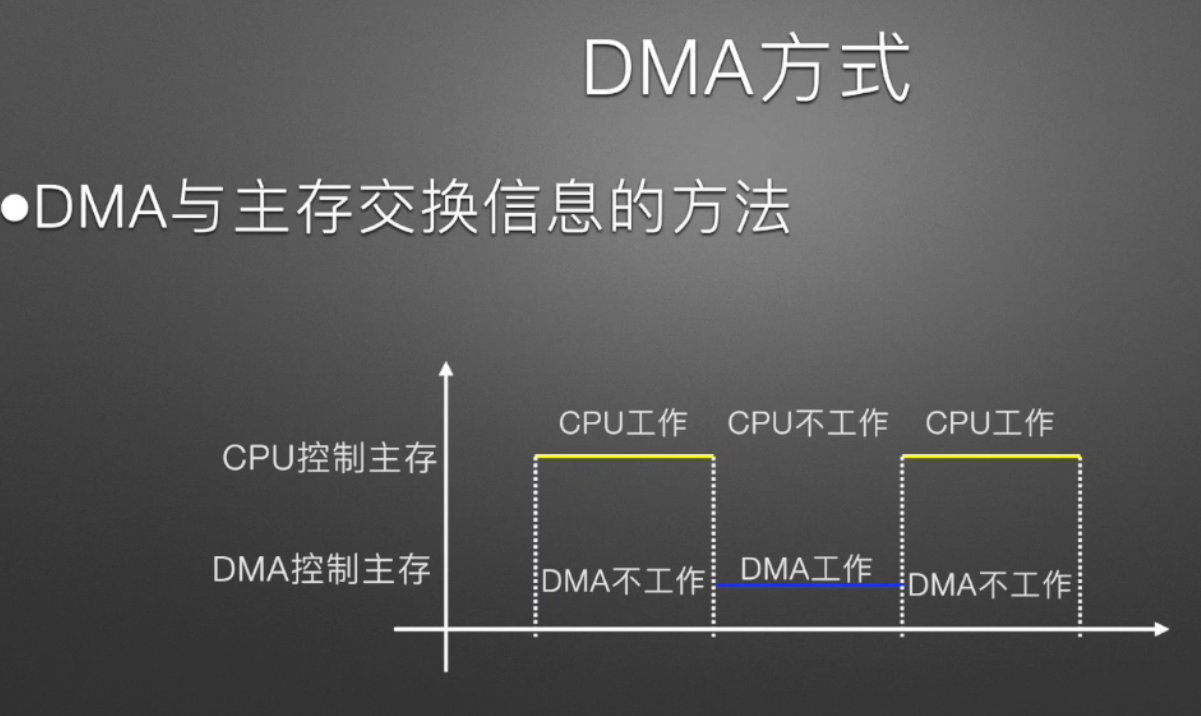 DMA方式
●DMA与主存交换信息的方法
CPU工作 CPU不工作 CPU工作
CPU控制主存
DMA控制主存
DMA不工作 DMA工作 DMA不工作